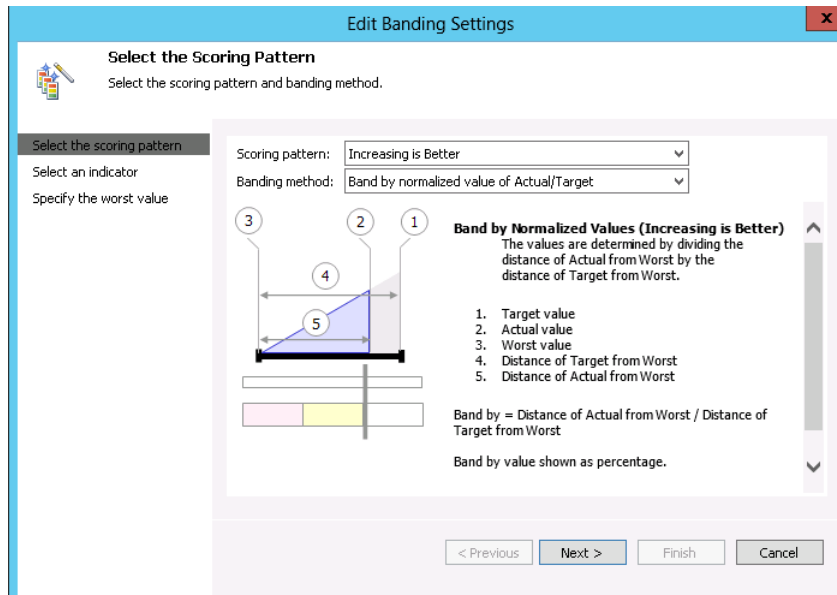 Edit Banding Settings
x
Select the Scoring Pattern
Select the scoring pattern and banding method.
Select the scoring pattern
Select an indicator
Specify the worst value
Scoring pattern: Increasing is Better
Banding method: Band by normalized value of Actual/Target
3 2 1
4
5
Band by Normalized Values (Increasing is Better)
The values are determined by dividing the
distance of Actual from Worst by the
distance of Target from Worst.
1. Target value
2. Actual value
3. Worst value
4. Distance of Target from Worst
5. Distance of Actual from Worst
Band by = Distance of Actual from Worst / Distance of
Target from Worst
Band by value shown as percentage.
< Previous Next > Finish Cancel